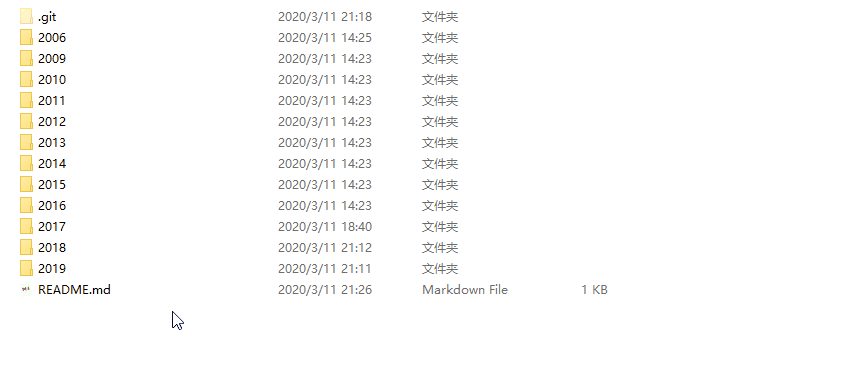 .git 2020/3/11 21:18 文件夹
2006 2020/3/11 14:25 文件夹
2009 2020/3/11 14:23 文件夹
2010 2020/3/11 14:23 文件夹
2011 2020/3/11 14:23 文件夹
2012 2020/3/11 14:23 文件夹
2013 2020/3/11 14:23 文件夹
2014 2020/3/11 14:23 文件夹
2015 2020/3/11 14:23 文件夹
2016 2020/3/11 14:23 文件夹
2017 2020/3/11 18:40 文件夹
2018 2020/3/11 21:12 文件夹
2019 2020/3/11 21:11 文件夹
README.md 2020/3/11 21:26 Markdown File 1 KB